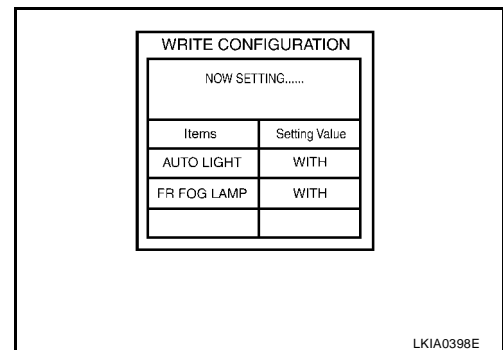 WRITE CONFIGURATION
NOW SETTING......
Items Setting Value
AUTO LIGHT WITH
FR FOG LAMP WITH
LKIA0398E